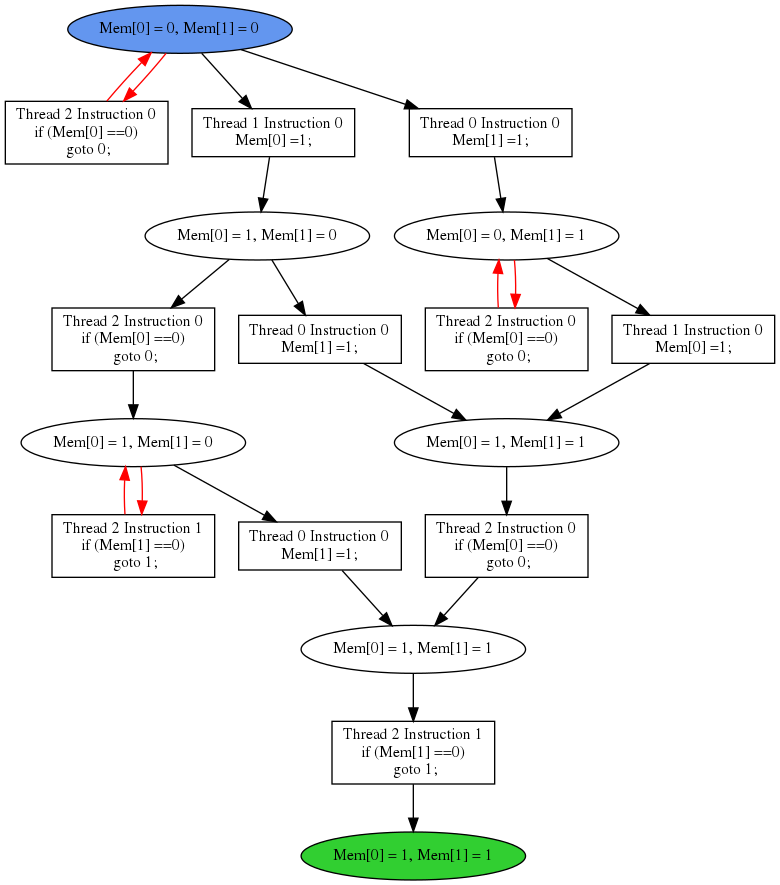 Mem[0] = 0, Mem[1] = 0
Thread 2 Instruction 0
if (Mem[0] ==0)
goto 0;
Thread 1 Instruction 0
Mem[0] =1;
Thread 0 Instruction 0
Mem[1] =1;
Mem[0] = 1, Mem[1] = 0
Mem[0] = 0, Mem[1] = 1
Thread 2 Instruction 0
if (Mem[0] ==0)
goto 0;
Thread 0 Instruction 0
Mem[1] =1;
Thread 2 Instruction 0
if (Mem[0] ==0)
goto 0;
Thread 1 Instruction 0
Mem[0] =1;
Mem[0] = 1, Mem[1] = 0
Mem[0] = 1, Mem[1] = 1
Thread 2 Instruction 1
if (Mem[1] ==0)
goto 1;
Thread 0 Instruction 0
Mem[1] =1;
Thread 2 Instruction 0
if (Mem[0] ==0)
goto 0;
Mem[0] = 1, Mem[1] = 1
Thread 2 Instruction 1
if (Mem[1] ==0)
goto 1;
Mem[0] = 1, Mem[1] = 1